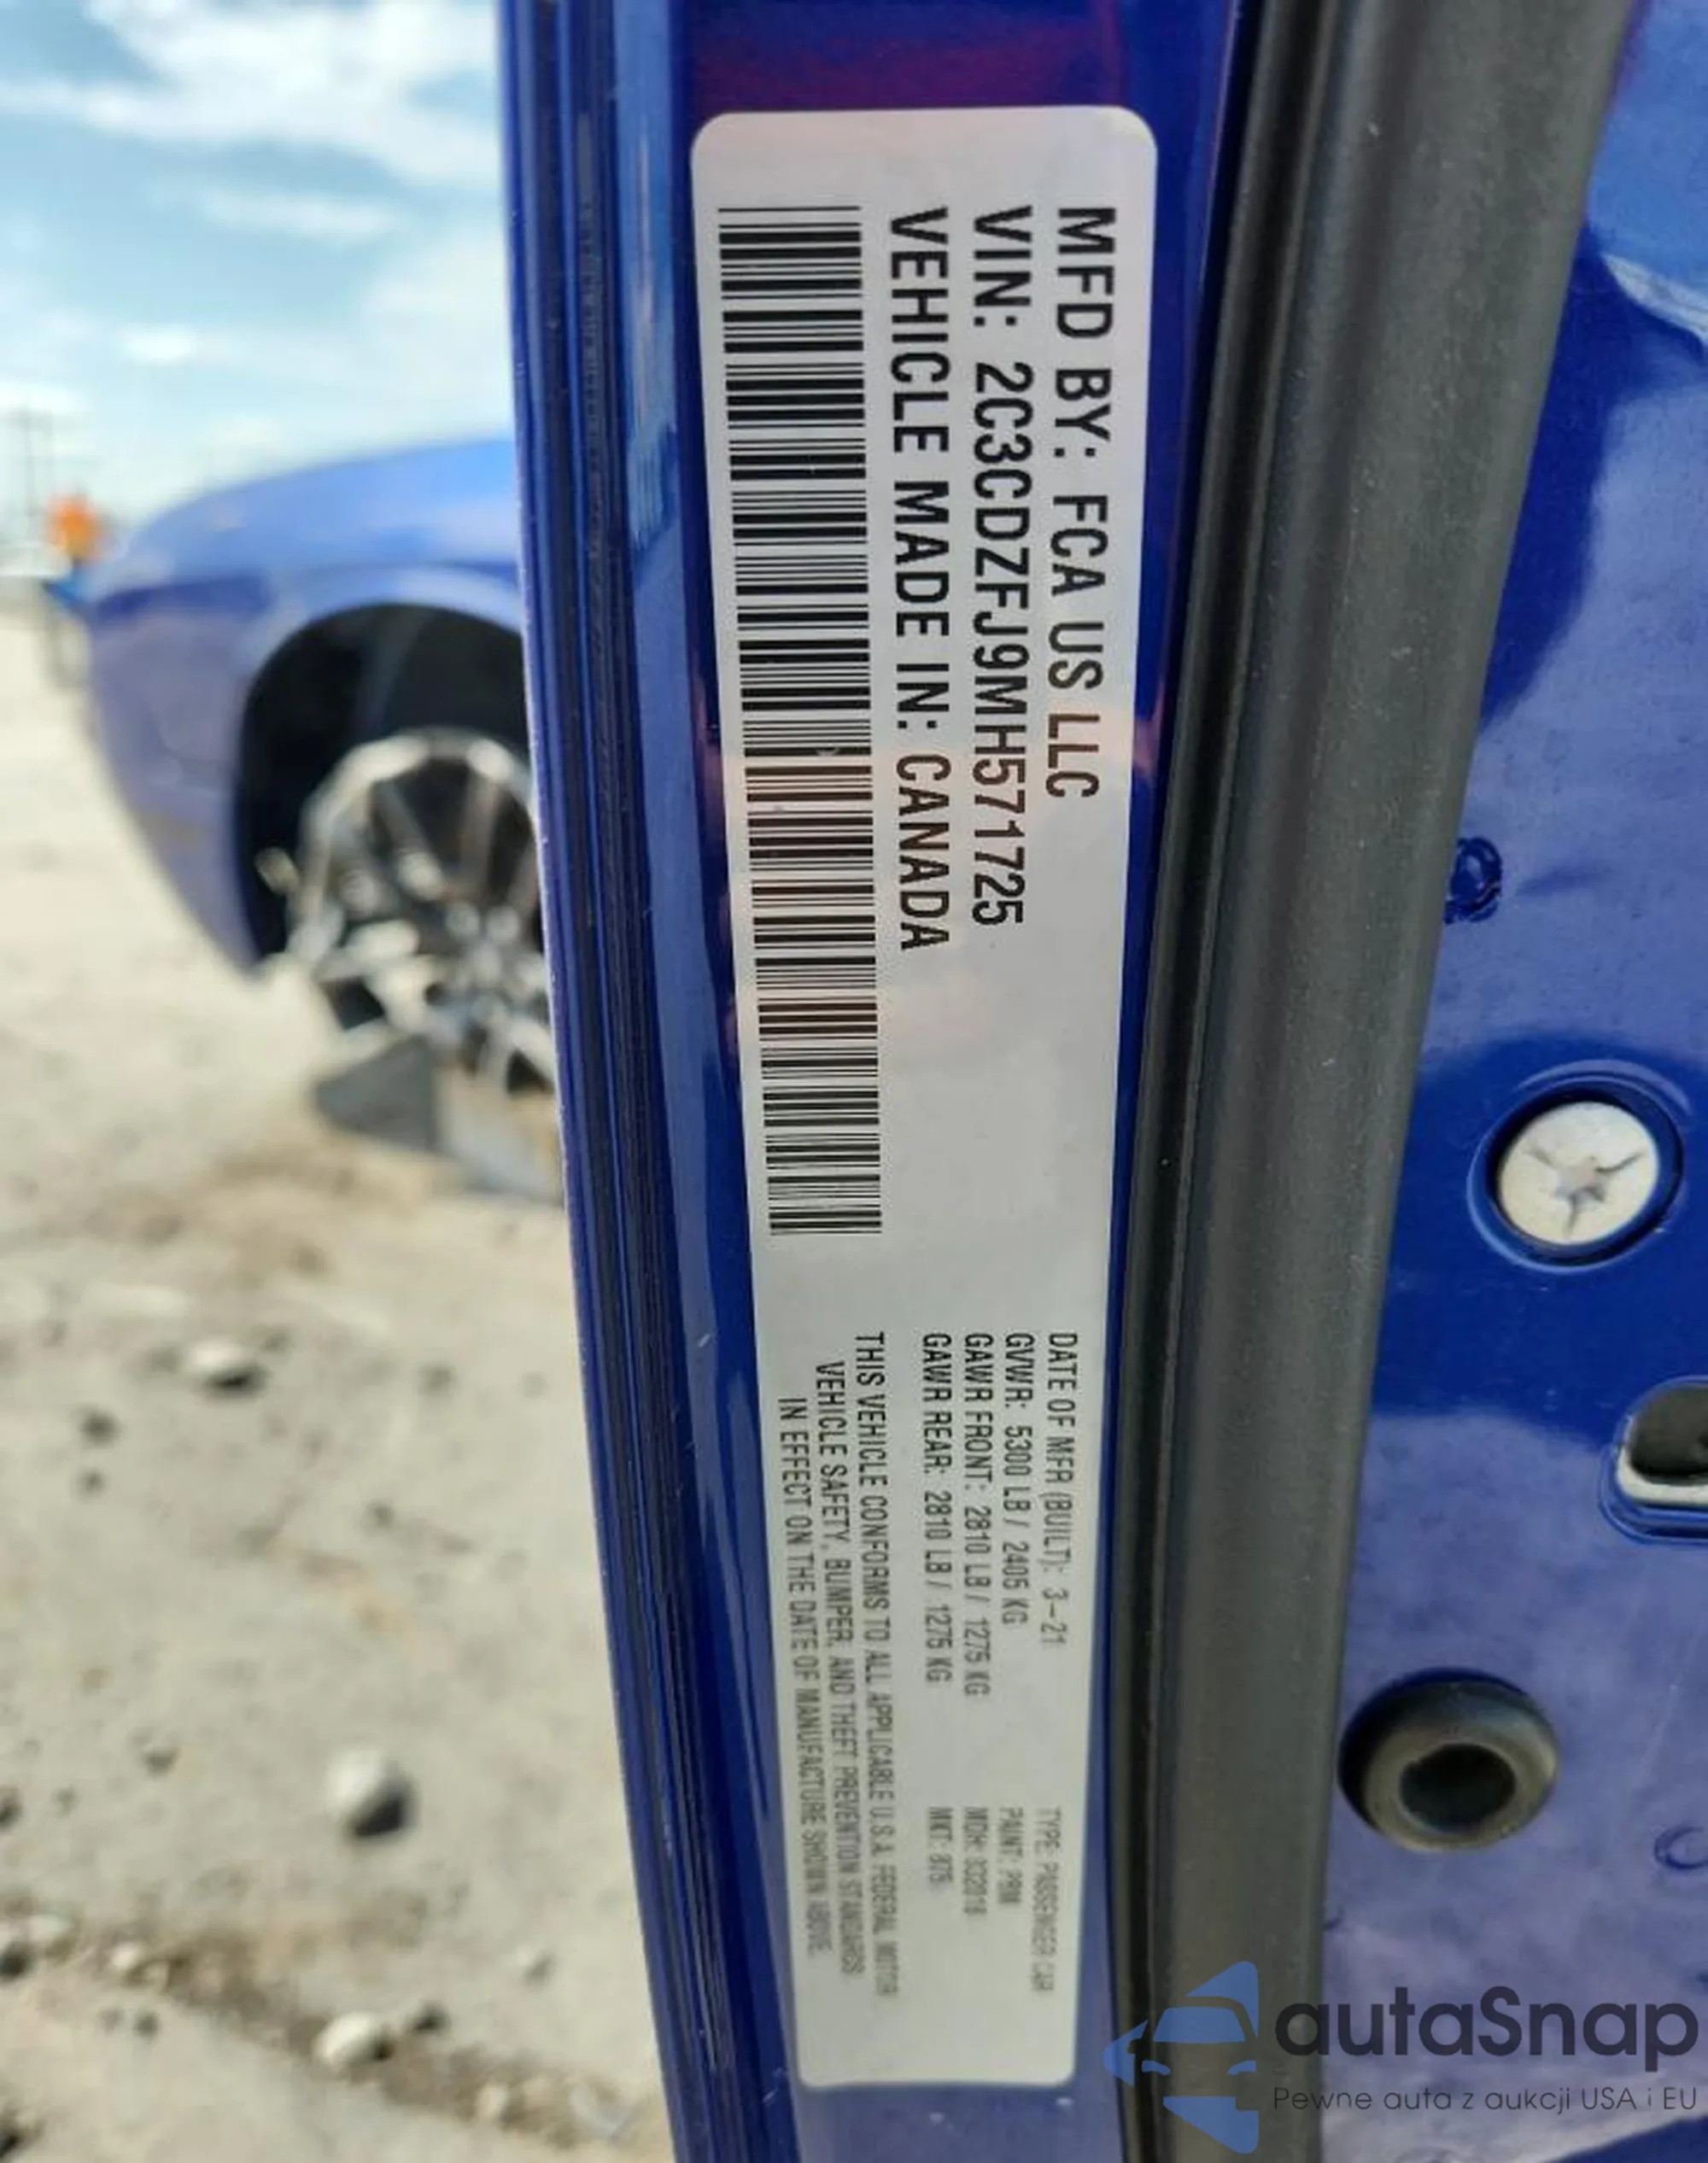 MFD BY: FCA US LLC
VIN: 2C3CDZFJ9MH571725
VEHICLE MADE IN: CANADA
DATE OF MFR (BUILT): 3-21
GVWR: 5300 LB / 2405 KG
GAWR FRONT: 2810 LB / 1275 KG
GAWR REAR: 2810 LB / 1275 KG
TYPE: PASSENGER CAR
PAINT: PBM
MDH: 032018
MKT: 875
THIS VEHICLE CONFORMS TO ALL APPLICABLE U.S.A. FEDERAL MOTOR
VEHICLE SAFETY, BUMPER, AND THEFT PREVENTION STANDARDS
IN EFFECT ON THE DATE OF MANUFACTURE SHOWN ABOVE.
autaSnap
Pewne auta z aukcji USA i EU